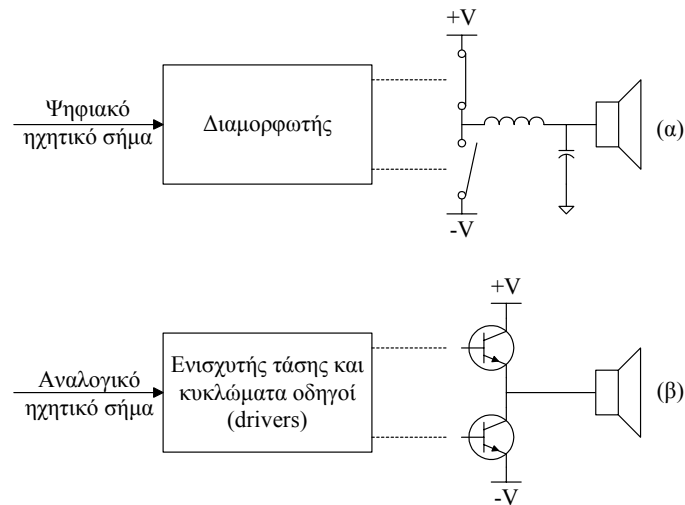 +V
Ψηφιακό
ηχητικό σήμα
Διαμορφωτής
(α)
-V
+V
Αναλογικό
ηχητικό σήμα
Ενισχυτής τάσης και
κυκλώματα οδηγοί
(drivers)
(β)
-V